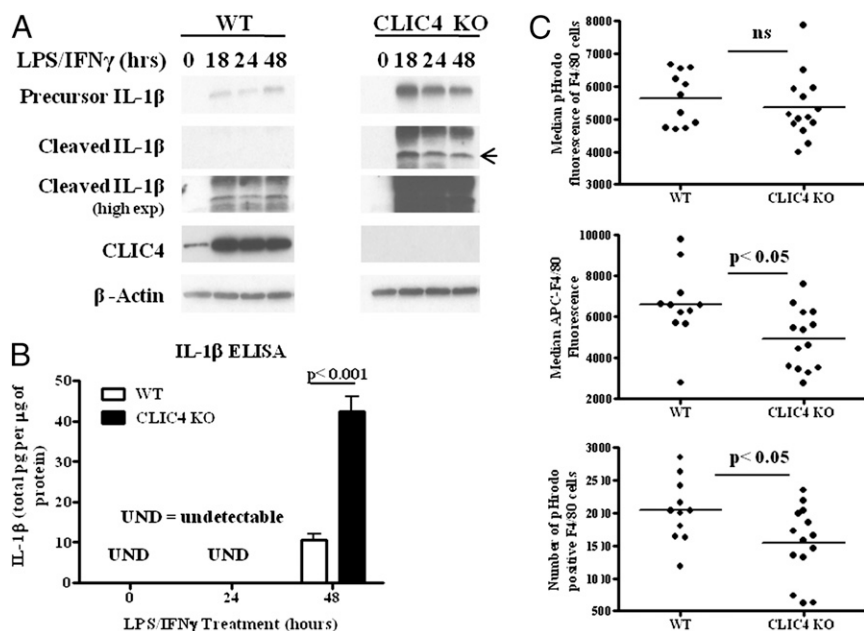 A
WT
CLIC4 KO
LPS/IFNγ (hrs)
0 18 24 48
0 18 24 48
Precursor IL-1β
Cleaved IL-1β
Cleaved IL-1β
(high exp)
CLIC4
β-Actin
B
IL-1β ELISA
IL-1β (total pg per μg of
protein)
50
40
30
20
10
0
WT
CLIC4 KO
p< 0.001
UND = undetectable
UND
UND
0
24
48
LPS/IFNγ Treatment (hours)
C
Median pHrodo
fluorescence of F4/80 cells
8000
7000
6000
5000
4000
3000
ns
WT
CLIC4 KO
Median APC-F4/80
Fluorescence
10000
8000
6000
4000
2000
p< 0.05
WT
CLIC4 KO
Number of pHrodo
positive F4/80 cells
3000
2500
2000
1500
1000
500
p< 0.05
WT
CLIC4 KO